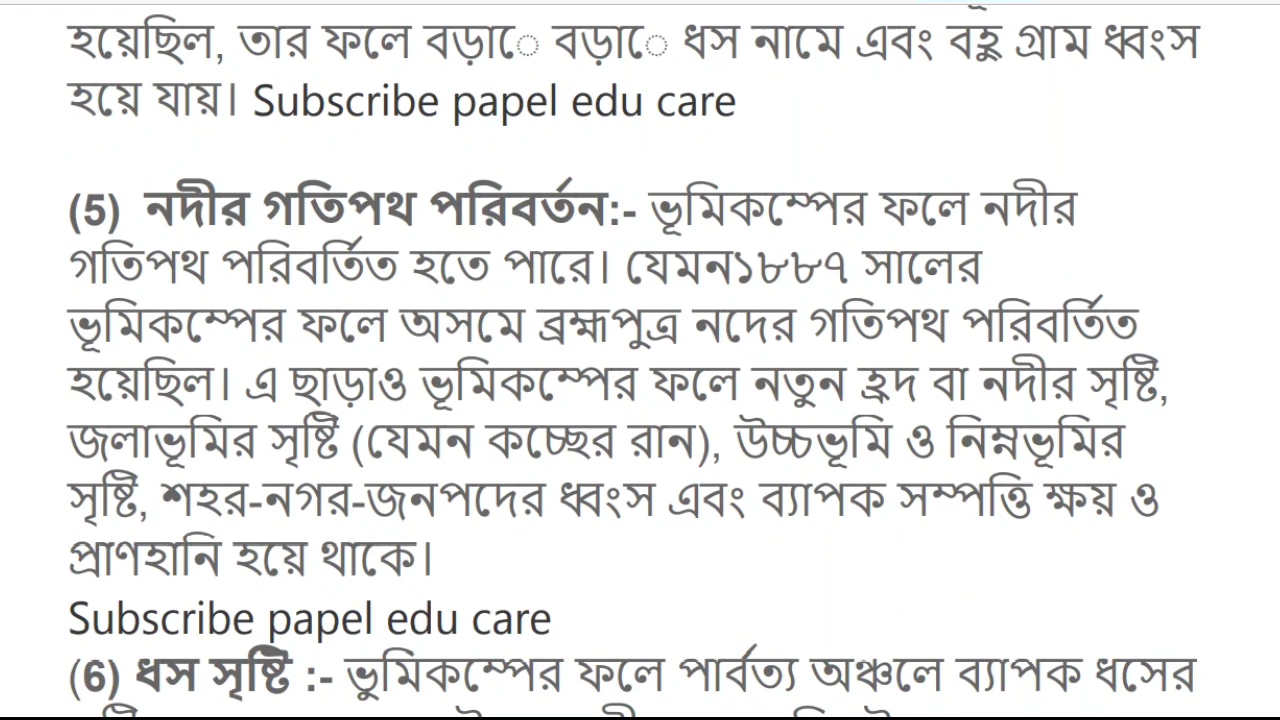 হয়েছিল, তার ফলে বড়াে বড়াে ধস নামে এবং বহু গ্রাম ধ্বংস
হয়ে যায়। Subscribe papel edu care
(5) নদীর গতিপথ পরিবর্তন:- ভূমিকম্পের ফলে নদীর
গতিপথ পরিবর্তিত হতে পারে। যেমন১৮৮৭ সালের
ভূমিকম্পের ফলে অসমে ব্রহ্মপুত্র নদের গতিপথ পরিবর্তিত
হয়েছিল। এ ছাড়াও ভূমিকম্পের ফলে নতুন হ্রদ বা নদীর সৃষ্টি,
জলাভূমির সৃষ্টি (যেমন কচ্ছের রান), উচ্চভূমি ও নিম্নভূমির
সৃষ্টি, শহর-নগর-জনপদের ধ্বংস এবং ব্যাপক সম্পত্তি ক্ষয় ও
প্রাণহানি হয়ে থাকে।
Subscribe papel edu care
(6) ধস সৃষ্টি :- ভুমিকম্পের ফলে পার্বত্য অঞ্চলে ব্যাপক ধসের